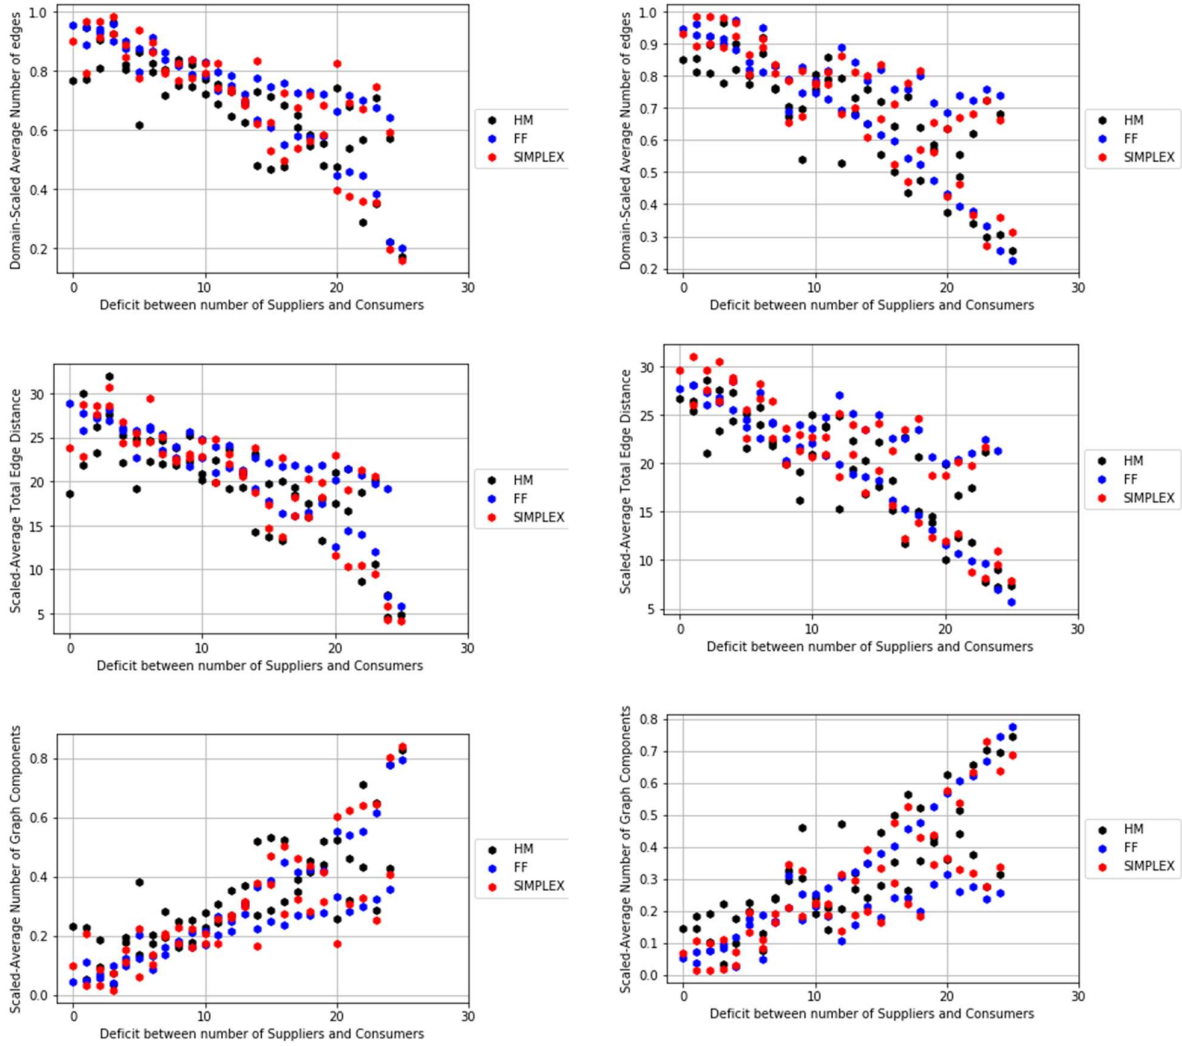 Domain-Scaled Average Number of edges
1.0
0.8
0.6
0.4
0.2
0
10
20
30
Deficit between number of Suppliers and Consumers
HM
FF
SIMPLEX
Domain-Scaled Average Number of edges
1.0
0.9
0.8
0.7
0.6
0.5
0.4
0.3
0.2
0
10
20
30
Deficit between number of Suppliers and Consumers
HM
FF
SIMPLEX
Scaled-Average Total Edge Distance
30
25
20
15
10
5
0
10
20
30
Deficit between number of Suppliers and Consumers
HM
FF
SIMPLEX
Scaled-Average Total Edge Distance
30
25
20
15
10
5
0
10
20
30
Deficit between number of Suppliers and Consumers
HM
FF
SIMPLEX
Scaled-Average Number of Graph Components
0.8
0.6
0.4
0.2
0.0
0
10
20
30
Deficit between number of Suppliers and Consumers
HM
FF
SIMPLEX
Scaled-Average Number of Graph Components
0.8
0.7
0.6
0.5
0.4
0.3
0.2
0.1
0.0
0
10
20
30
Deficit between number of Suppliers and Consumers
HM
FF
SIMPLEX